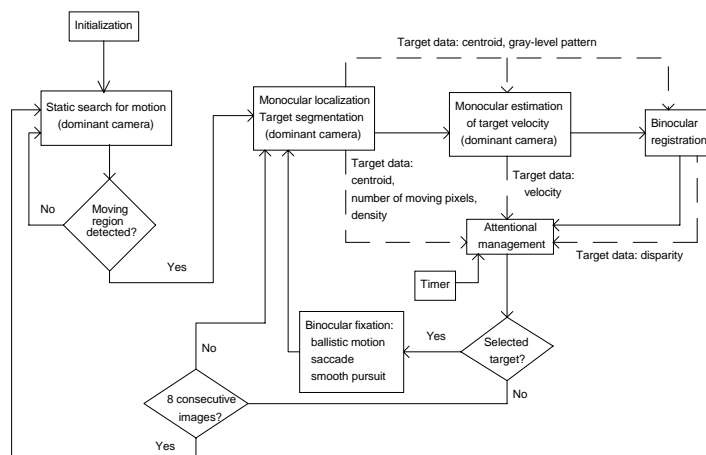 Initialization
Target data: centroid, gray-level pattern
Static search for motion
(dominant camera)
Monocular localization
Target segmentation
(dominant camera)
Monocular estimation
of target velocity
(dominant camera)
Binocular
registration
Target data:
centroid,
number of moving pixels,
density
Target data:
velocity
No
Moving
region
detected?
Yes
Attentional
management
Target data: disparity
Timer
Binocular fixation:
ballistic motion
saccade
smooth pursuit
Yes
Selected
target?
No
No
8 consecutive
images?
Yes